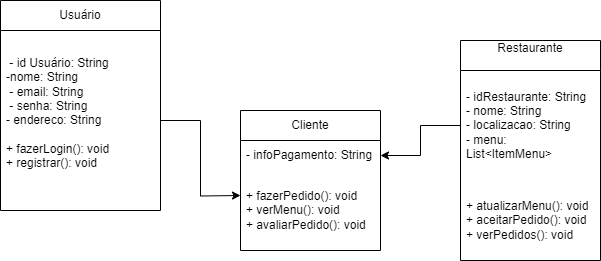 Usuário
- id Usuário: String
-nome: String
- email: String
- senha: String
- endereco: String
+ fazerLogin(): void
+ registrar(): void
Cliente
- infoPagamento: String
+ fazerPedido(): void
+ verMenu(): void
+ avaliarPedido(): void
Restaurante
- idRestaurante: String
- nome: String
- localizacao: String
- menu:
List<ItemMenu>
+ atualizarMenu(): void
+ aceitarPedido(): void
+ verPedidos(): void